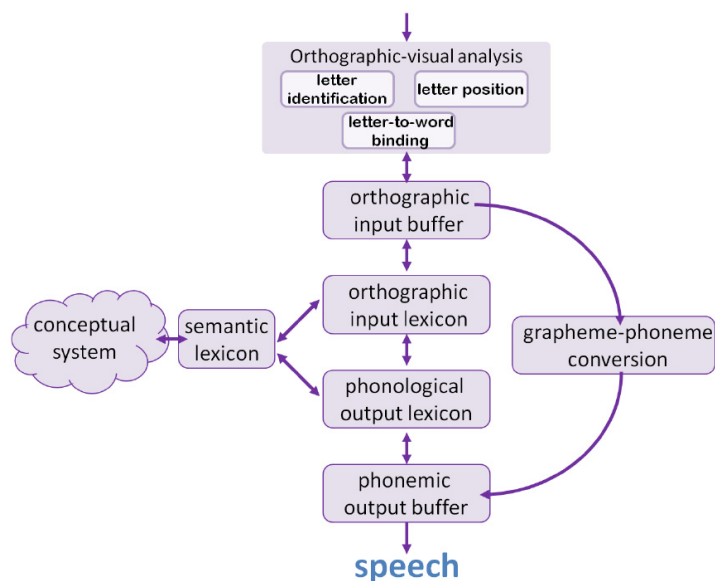 Orthographic-visual analysis
letter
identification
letter position
letter-to-word
binding
orthographic
input buffer
orthographic
input lexicon
conceptual
system
semantic
lexicon
grapheme-phoneme
conversion
phonological
output lexicon
phonemic
output buffer
speech